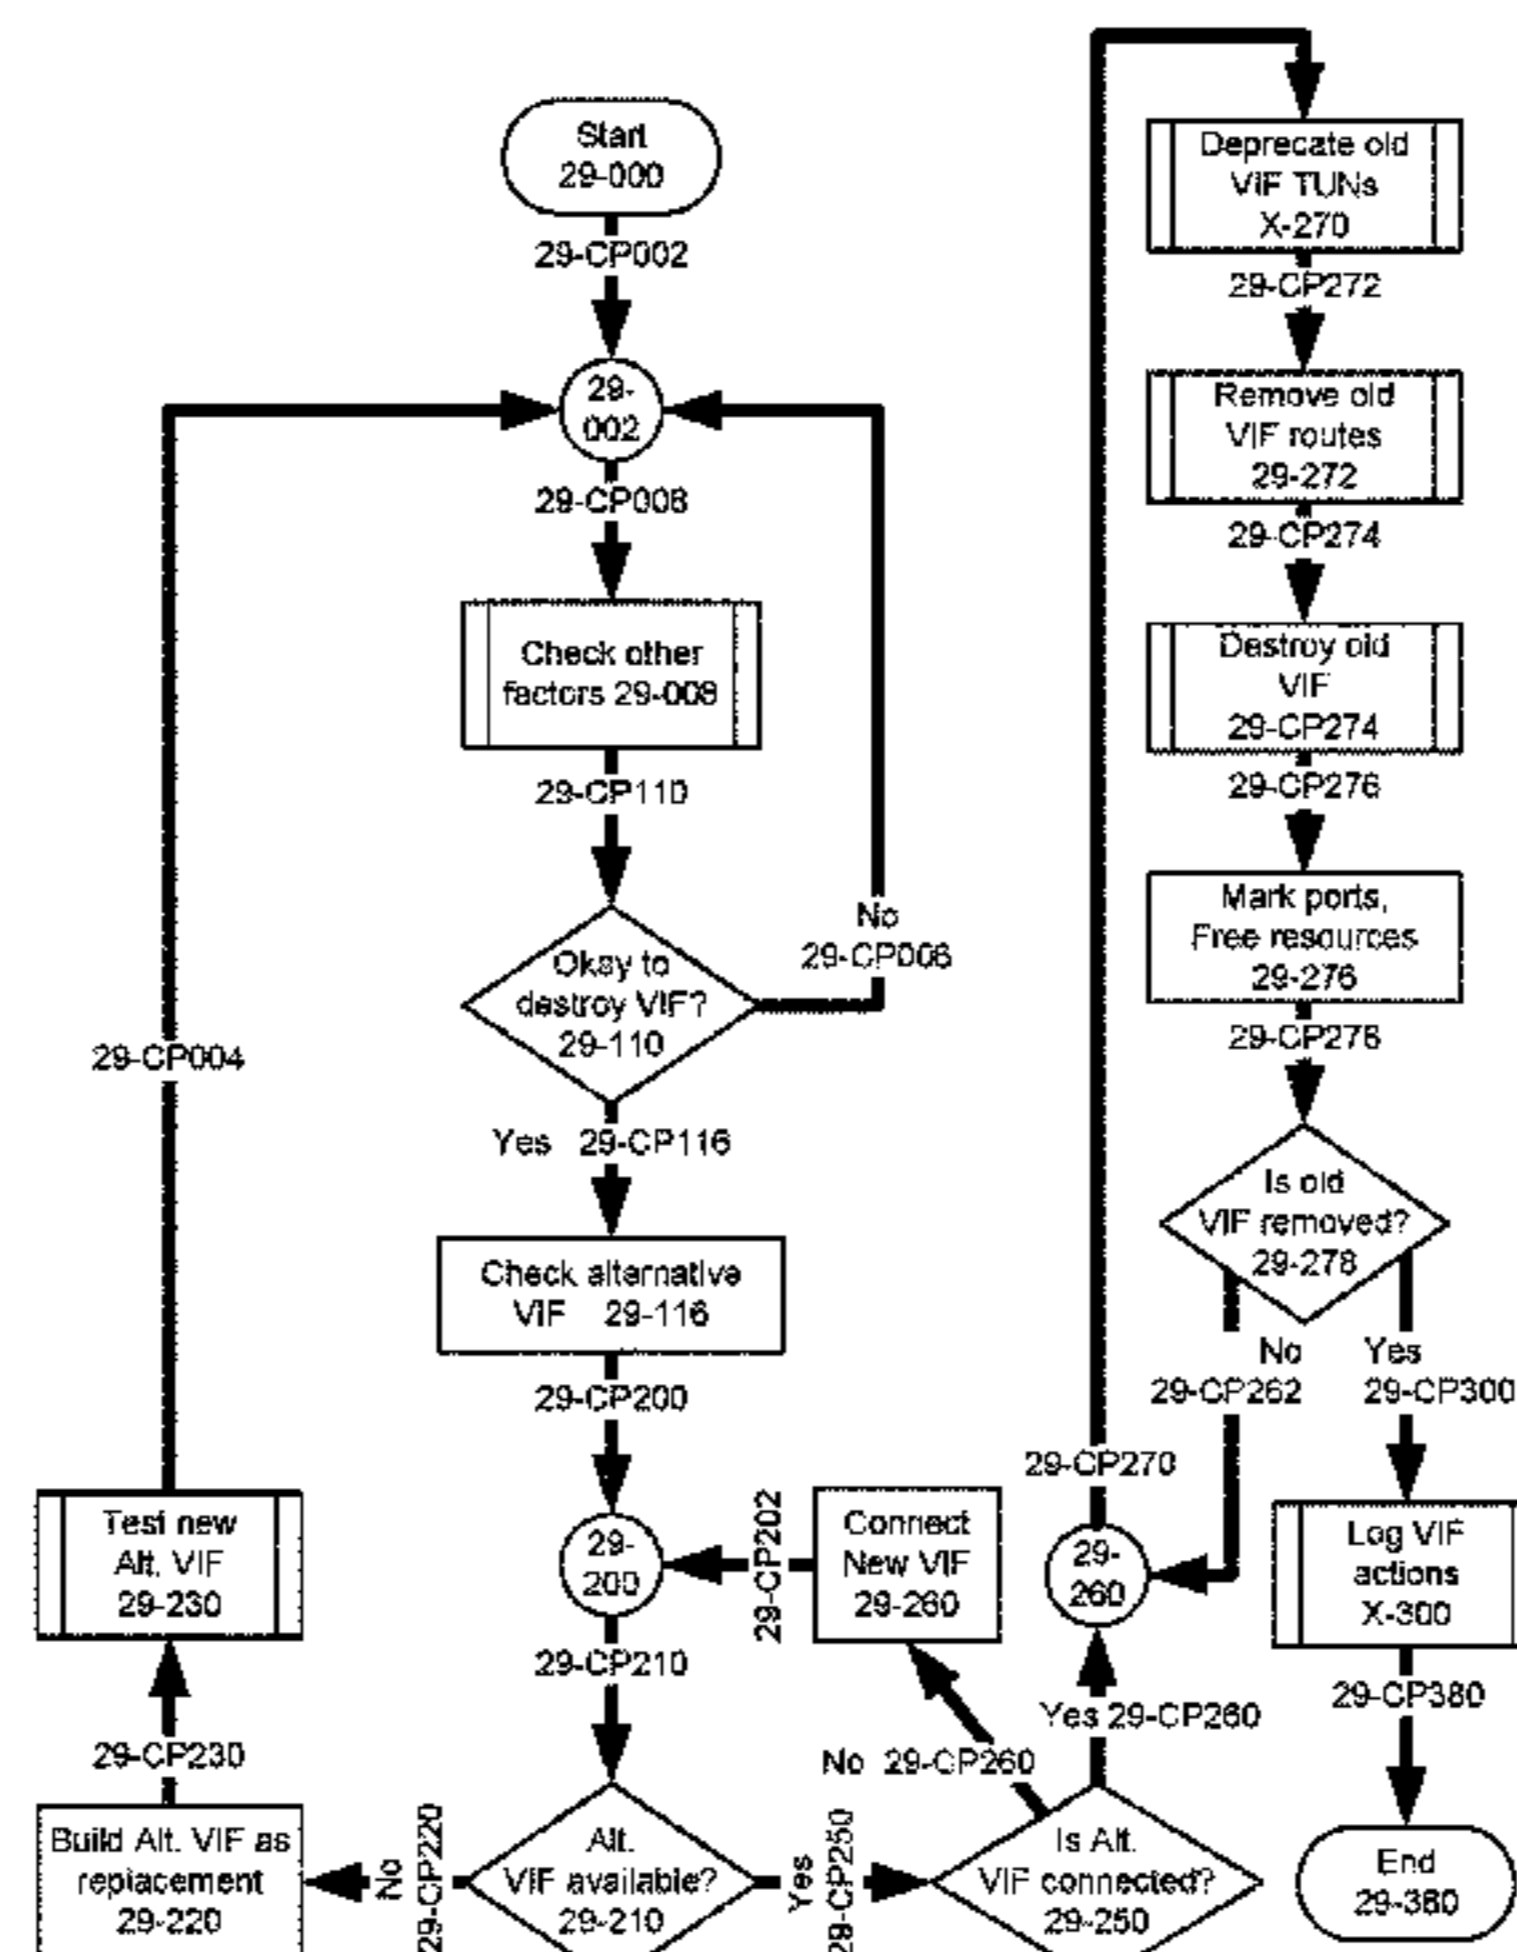 Start
29-000
29-CP002
29-
002
29-CP008
Check other
factors 29-008
29-CP110
Okay to
destroy VIF?
29-110
No
29-CP006
Yes 29-CP116
Check alternative
VIF 29-116
29-CP200
29-
200
29-CP202
29-CP210
Alt.
VIF available?
29-210
No
29-CP220
Build Alt. VIF as
replacement
29-220
29-CP230
Test new
Alt. VIF
29-230
29-CP004
Yes
29-CP250
Is Alt.
VIF connected?
29-250
No 29-CP260
Connect
New VIF
29-260
Yes 29-CP260
29-
260
29-CP270
Deprecate old
VIF TUNs
X-270
29-CP272
Remove old
VIF routes
29-272
29-CP274
Destroy old
VIF
29-CP274
29-CP276
Mark ports,
Free resources
29-276
29-CP278
Is old
VIF removed?
29-278
No
29-CP262
Yes
29-CP300
Log VIF
actions
X-300
29-CP380
End
29-380